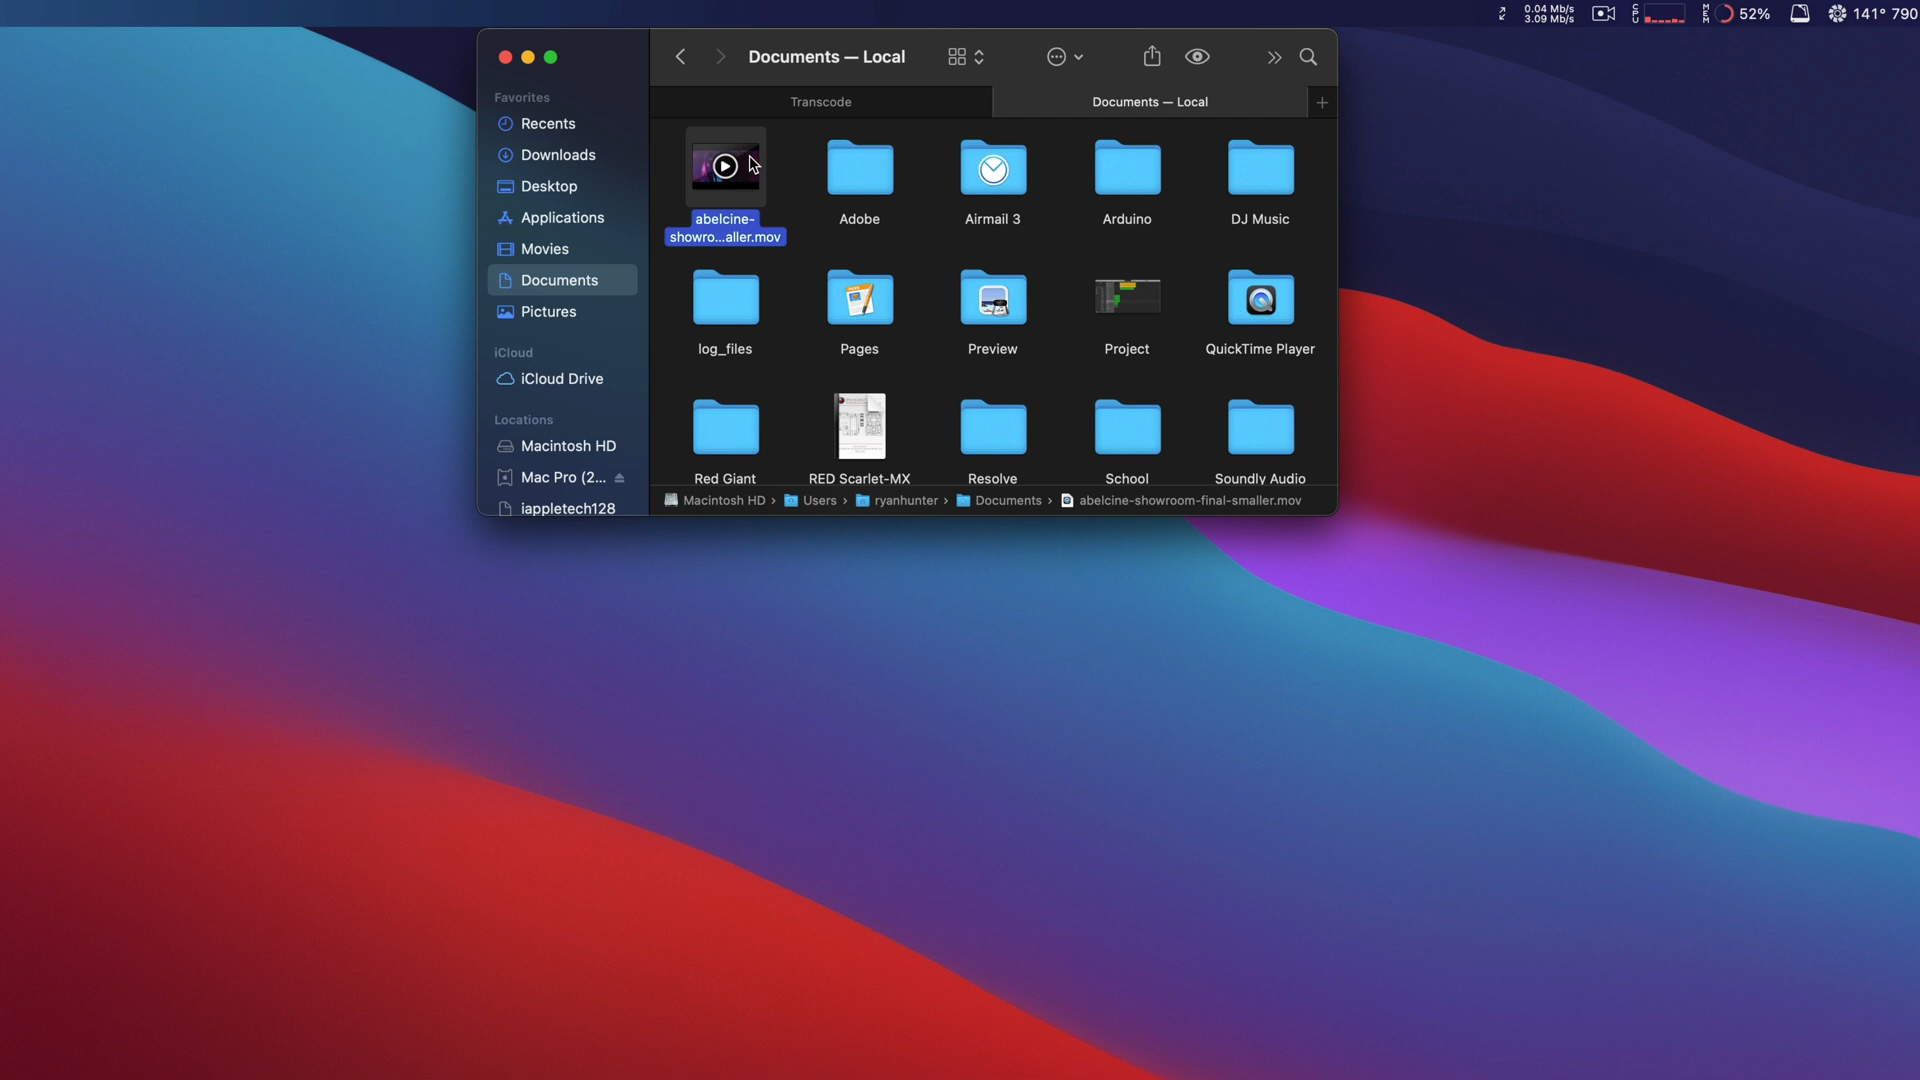 0.04 Mb/s
3.09 Mb/s
CPU
MEM
52%
141° 790
Documents — Local
Transcode
Documents — Local
Favorites
Recents
Downloads
Desktop
Applications
Movies
Documents
Pictures
iCloud
iCloud Drive
Locations
Macintosh HD
Mac Pro (2...
iappletech128
abelcine-
showro...aller.mov
Adobe
Airmail 3
Arduino
DJ Music
log_files
Pages
Preview
Project
QuickTime Player
Red Giant
RED Scarlet-MX
Resolve
School
Soundly Audio
Macintosh HD › Users › ryanhunter › Documents › abelcine-showroom-final-smaller.mov